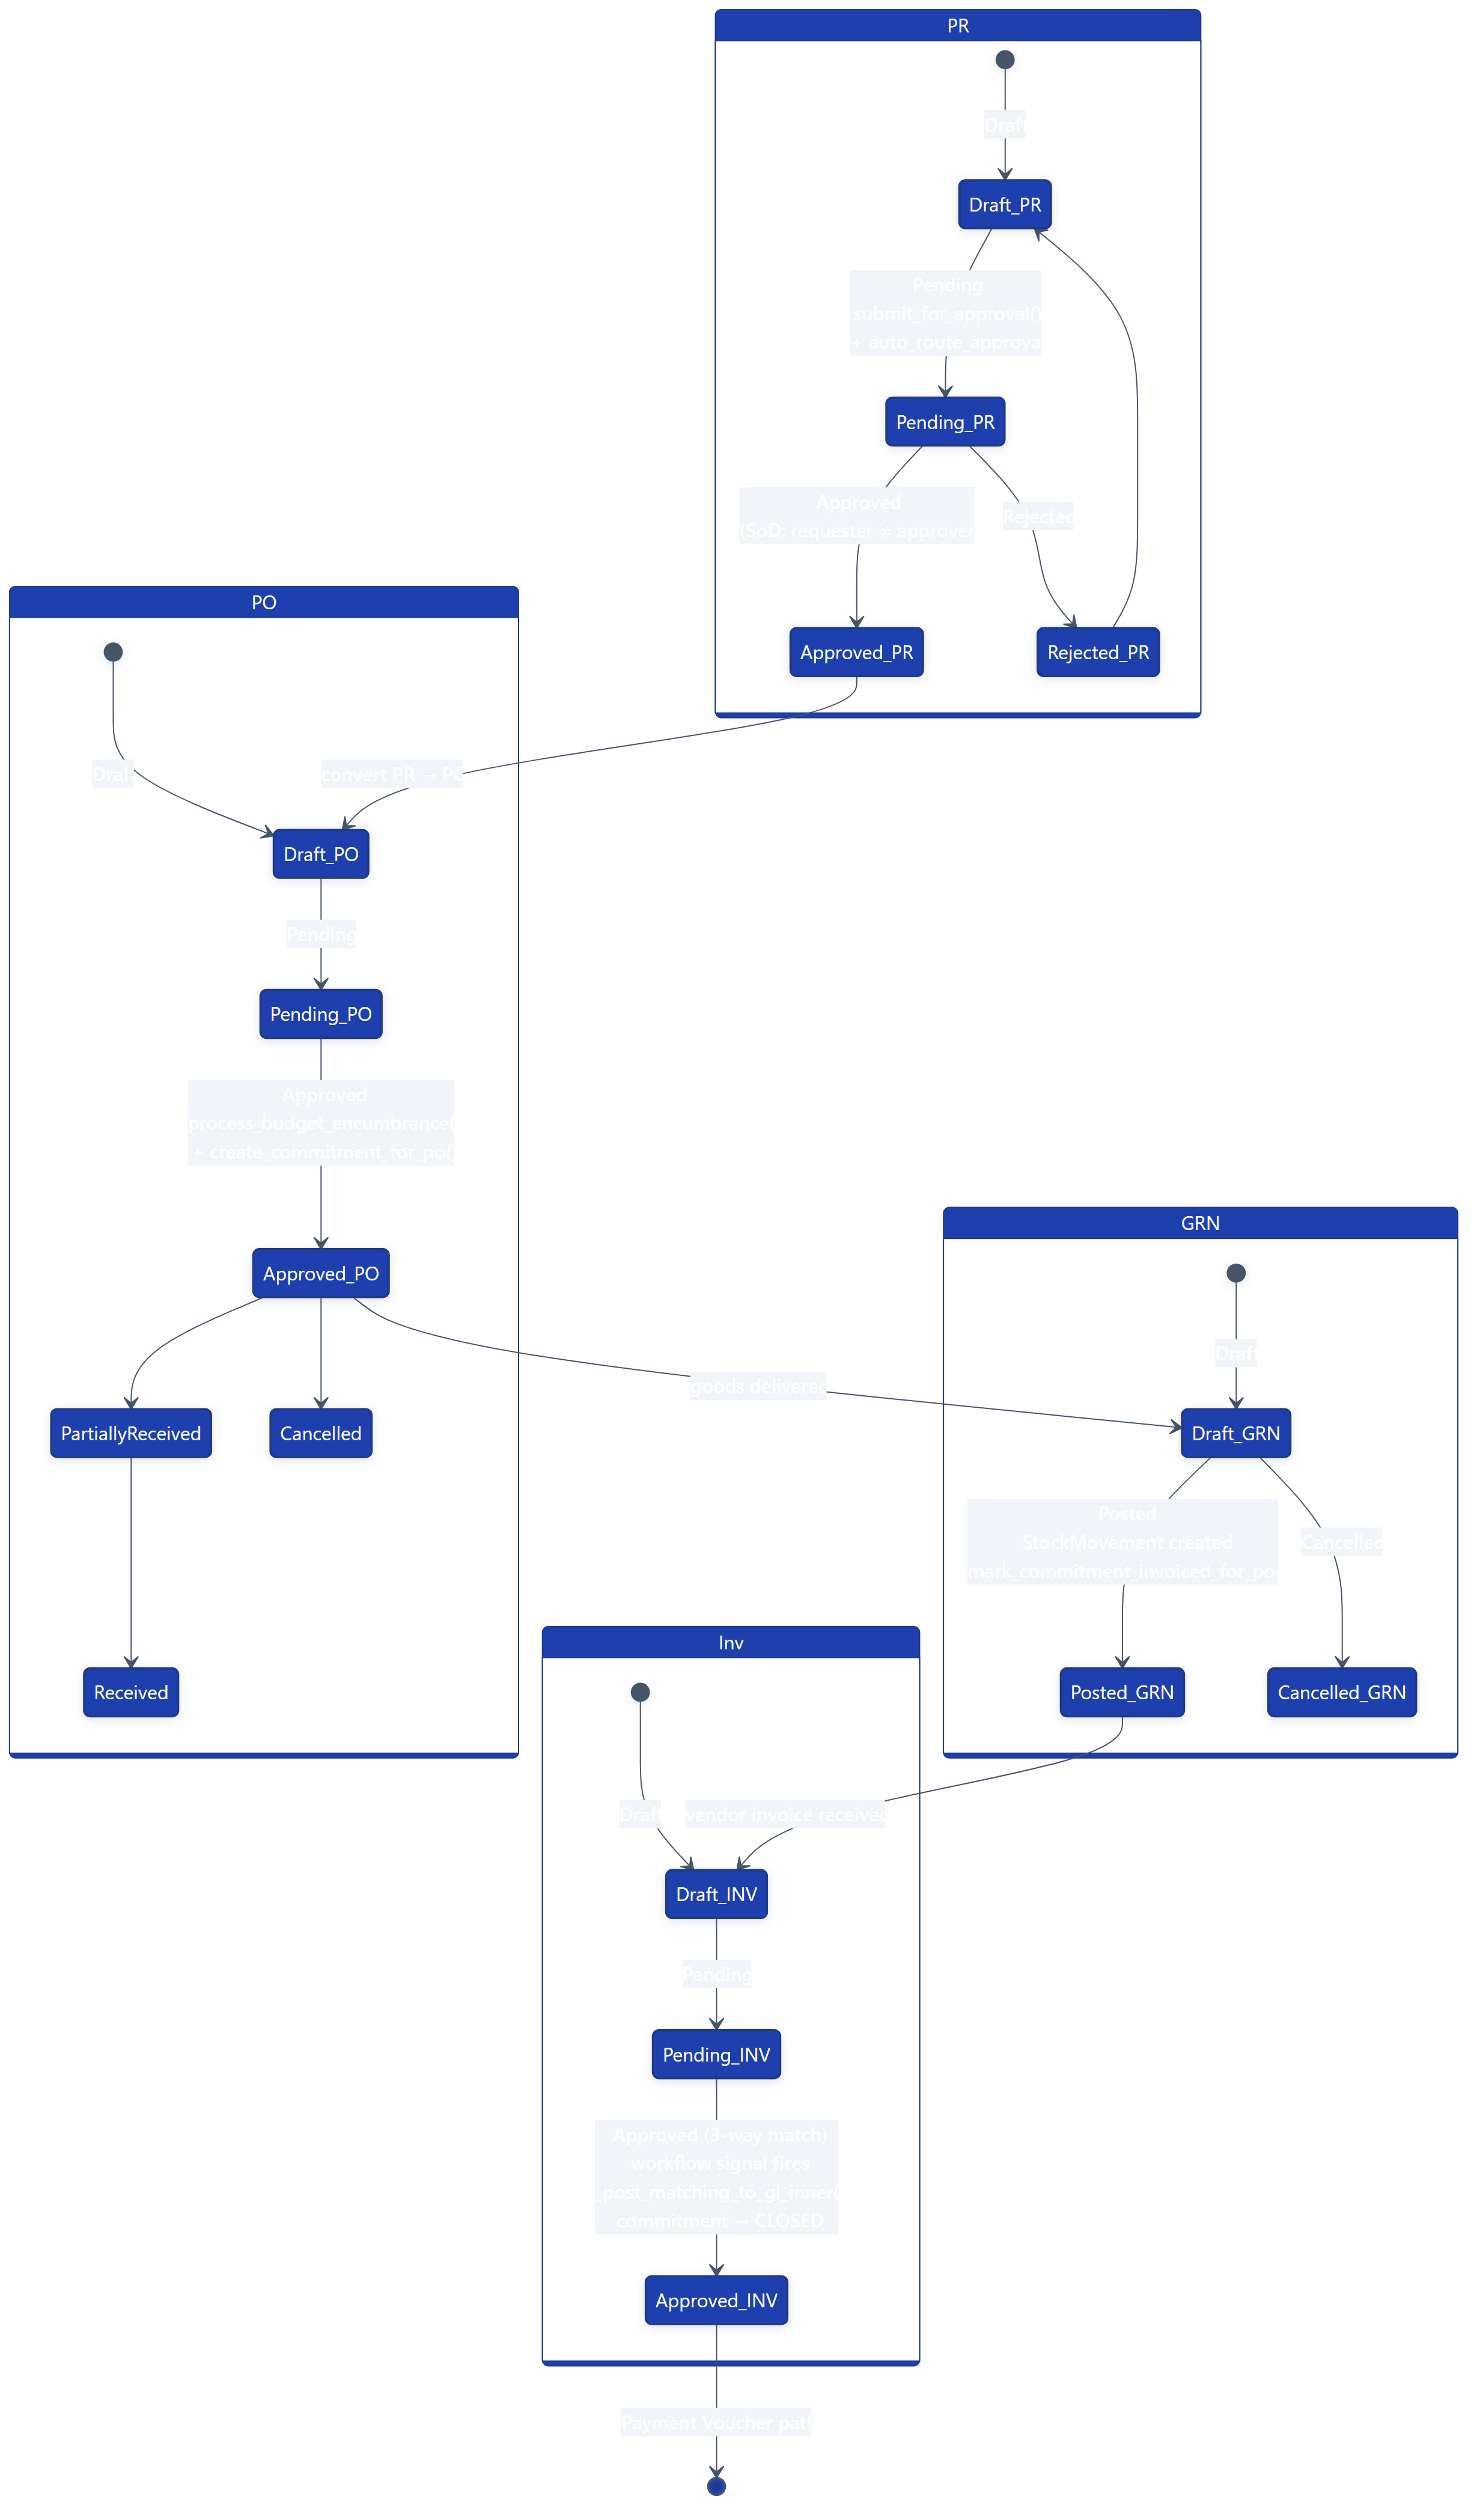 PR
Draft
Draft_PR
Pending
submit_for_approval()
+ auto_route_approva
Pending_PR
Approved
(SoD: requester ≠ approver
Rejected
Approved_PR
Rejected_PR
PO
Draft
convert PR → PO
Draft_PO
Pending
Pending_PO
Approved
process_budget_encumbrance(
+ create_commitment_for_po(
Approved_PO
goods delivered
PartiallyReceived
Cancelled
Received
GRN
Draft
Draft_GRN
Posted
StockMovement created
mark_commitment_invoiced_for_po
Cancelled
Posted_GRN
Cancelled_GRN
Inv
Draft
vendor invoice received
Draft_INV
Pending
Pending_INV
Approved (3-way match)
workflow signal fires
_post_matching_to_gl_inner(
commitment → CLOSED
Approved_INV
Payment Voucher path